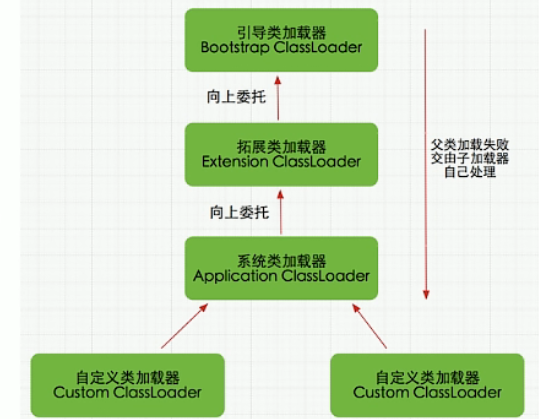 引导类加载器
Bootstrap ClassLoader
向上委托
拓展类加载器
Extension ClassLoader
父类加载失败
交由子加载器
自己处理
向上委托
系统类加载器
Application ClassLoader
自定义类加载器
Custom ClassLoader
自定义类加载器
Custom ClassLoader